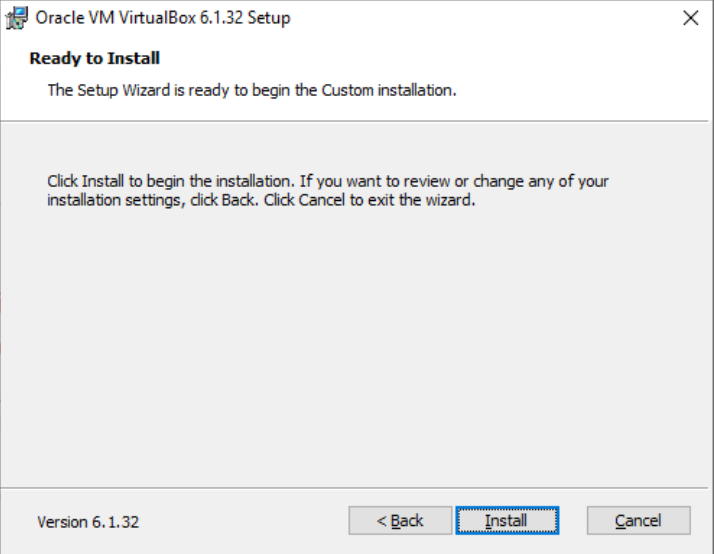 Oracle VM VirtualBox 6.1.32 Setup
Ready to Install
The Setup Wizard is ready to begin the Custom installation.
Click Install to begin the installation. If you want to review or change any of your
installation settings, click Back. Click Cancel to exit the wizard.
Version 6.1.32
< Back
Install
Cancel